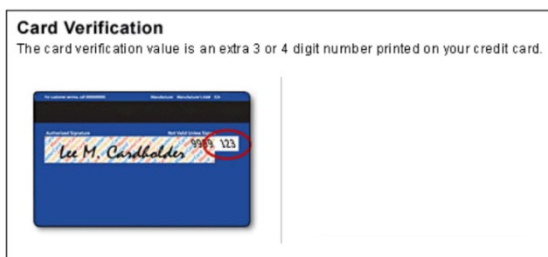 Card Verification
The card verification value is an extra 3 or 4 digit number printed on your credit card.
Authorized Signature
Not Valid Unless
Lee M. Cardholder
9999 123